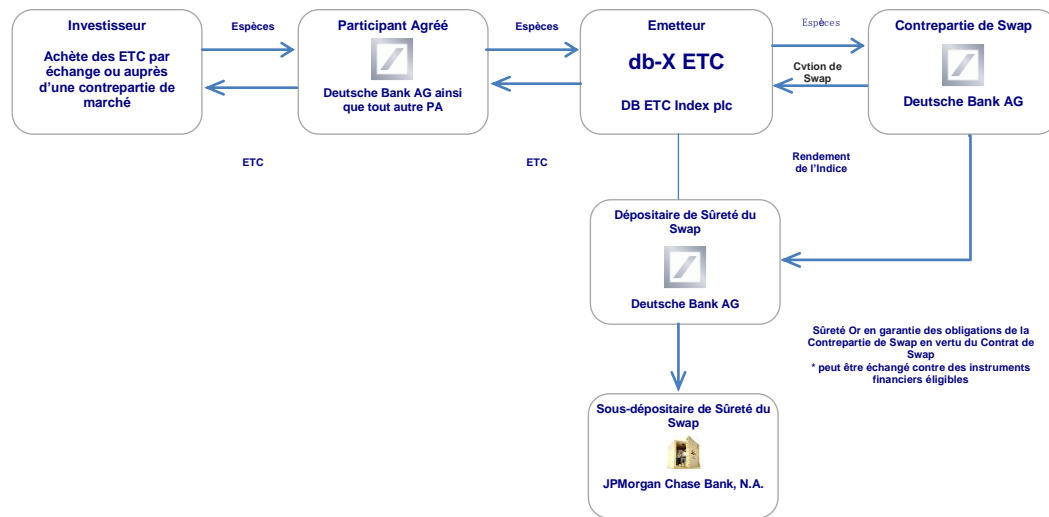 Investisseur
Achète des ETC par
échange ou auprès
d'une contrepartie de
marché
Espèces
ETC
Participant Agréé
Deutsche Bank AG ainsi
que tout autre PA
Espèces
ETC
Emetteur
db-X ETC
DB ETC Index plc
Espèces
Cvtion de
Swap
Rendement
de l'Indice
Contrepartie de Swap
Deutsche Bank AG
Dépositaire de Sûreté du
Swap
Deutsche Bank AG
Sûreté Or en garantie des obligations de la
Contrepartie de Swap en vertu du Contrat de
Swap
* peut être échangé contre des instruments
financiers éligibles
Sous-dépositaire de Sûreté du
Swap
JPMorgan Chase Bank, N.A.